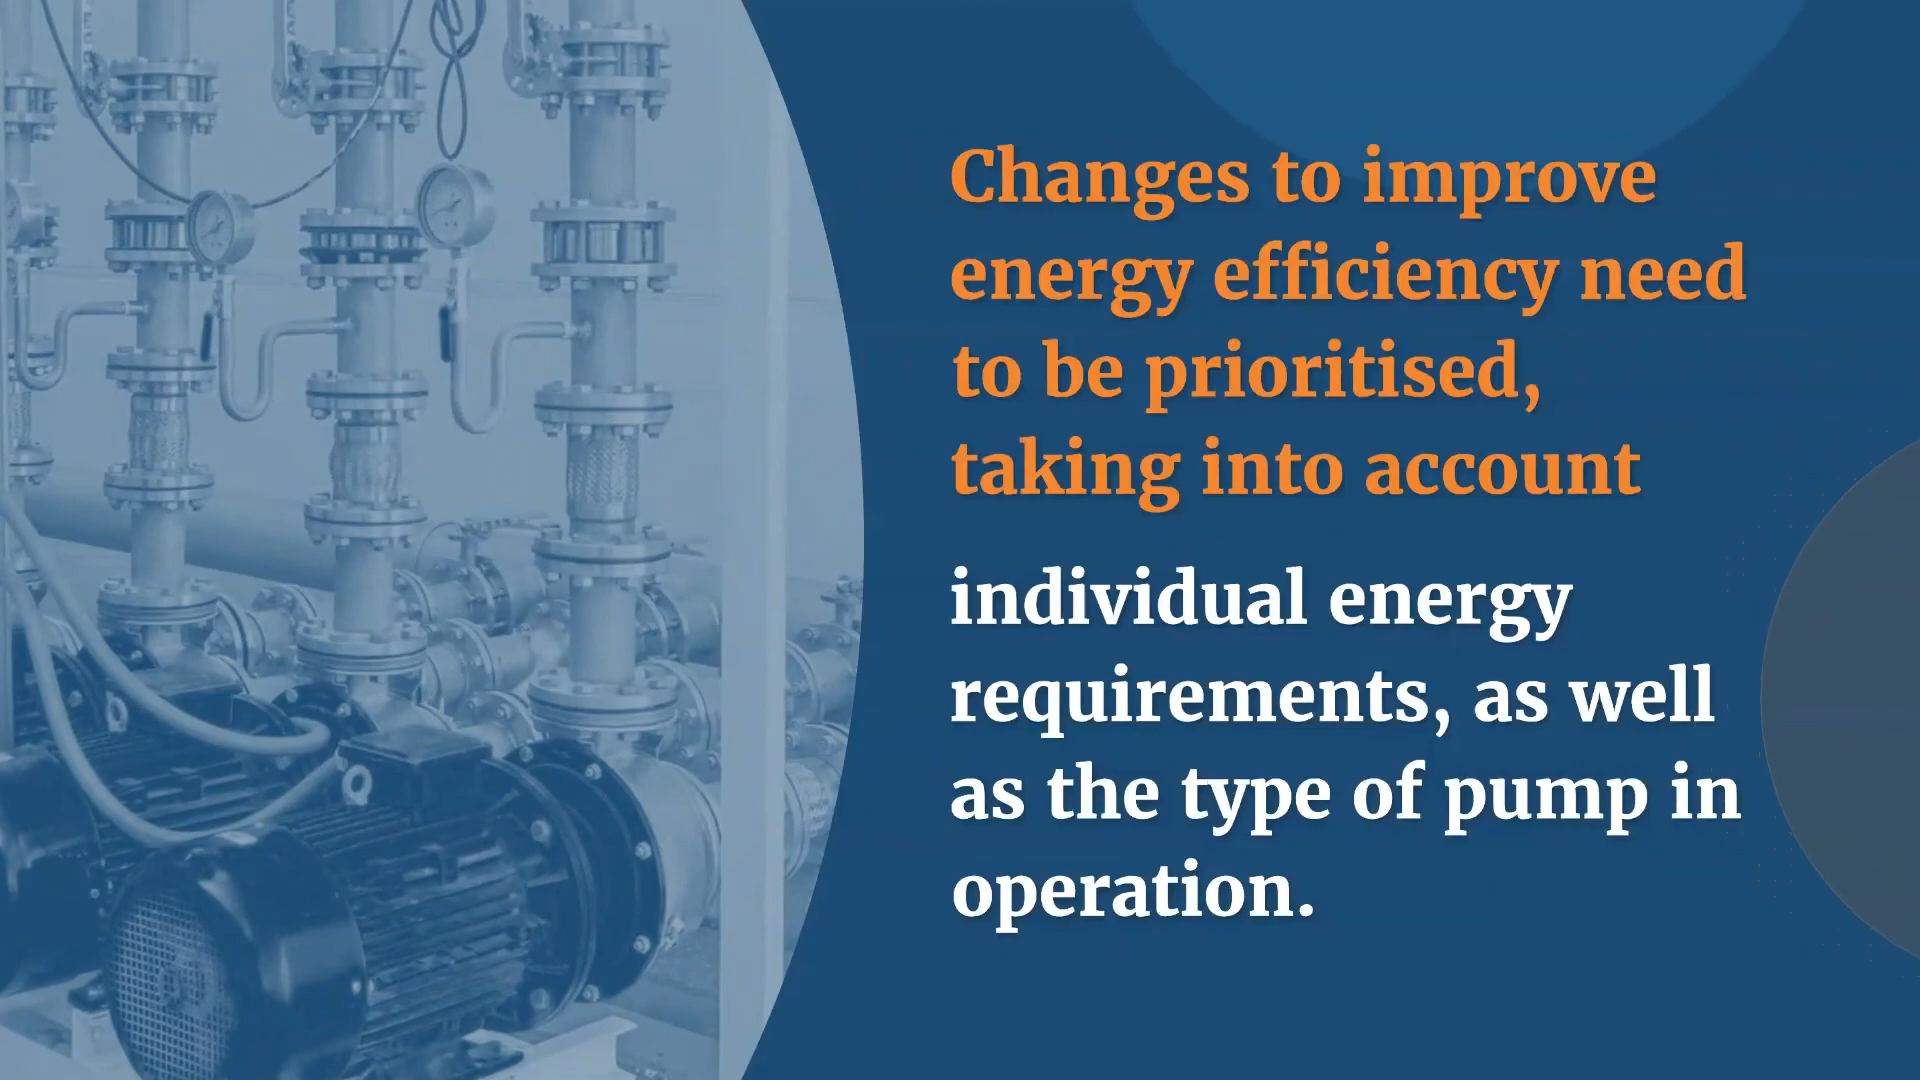 Changes to improve
energy efficiency need
to be prioritised,
taking into account
individual energy
requirements, as well
as the type of pump in
operation.